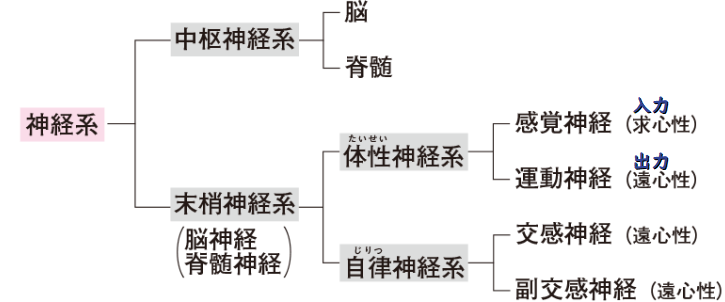 神経系
中枢神経系
脳
脊髄
末梢神経系
(脳神経
脊髄神経)
たいせい
体性神経系
入力
感覚神経(求心性)
出力
運動神経(遠心性)
じりつ
自律神経系
交感神経(遠心性)
副交感神経(遠心性)